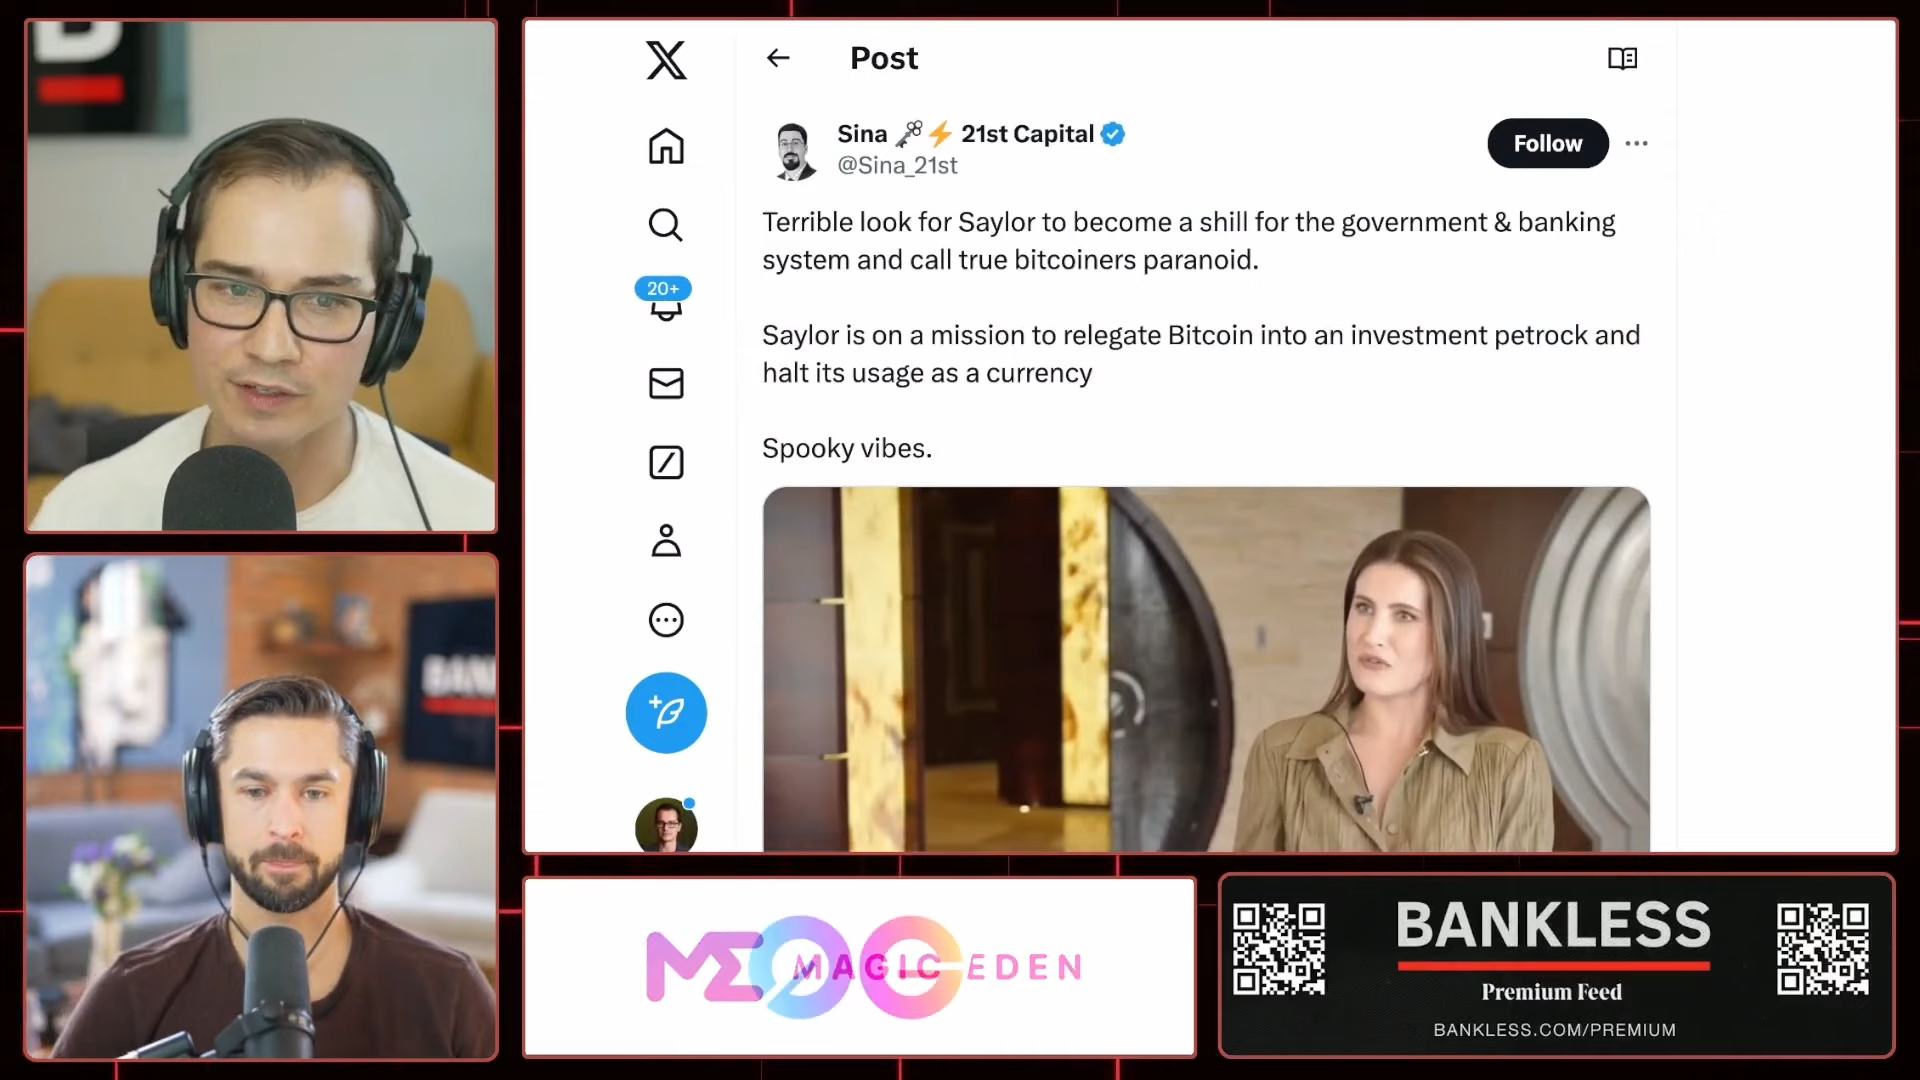 Post
Sina 21st Capital
@Sina_21st
Follow
Terrible look for Saylor to become a shill for the government & banking
system and call true bitcoiners paranoid.
Saylor is on a mission to relegate Bitcoin into an investment petrock and
halt its usage as a currency
Spooky vibes.
20+
BANK
ME
MAGIC EDEN
BANKLESS
Premium Feed
BANKLESS.COM/PREMIUM